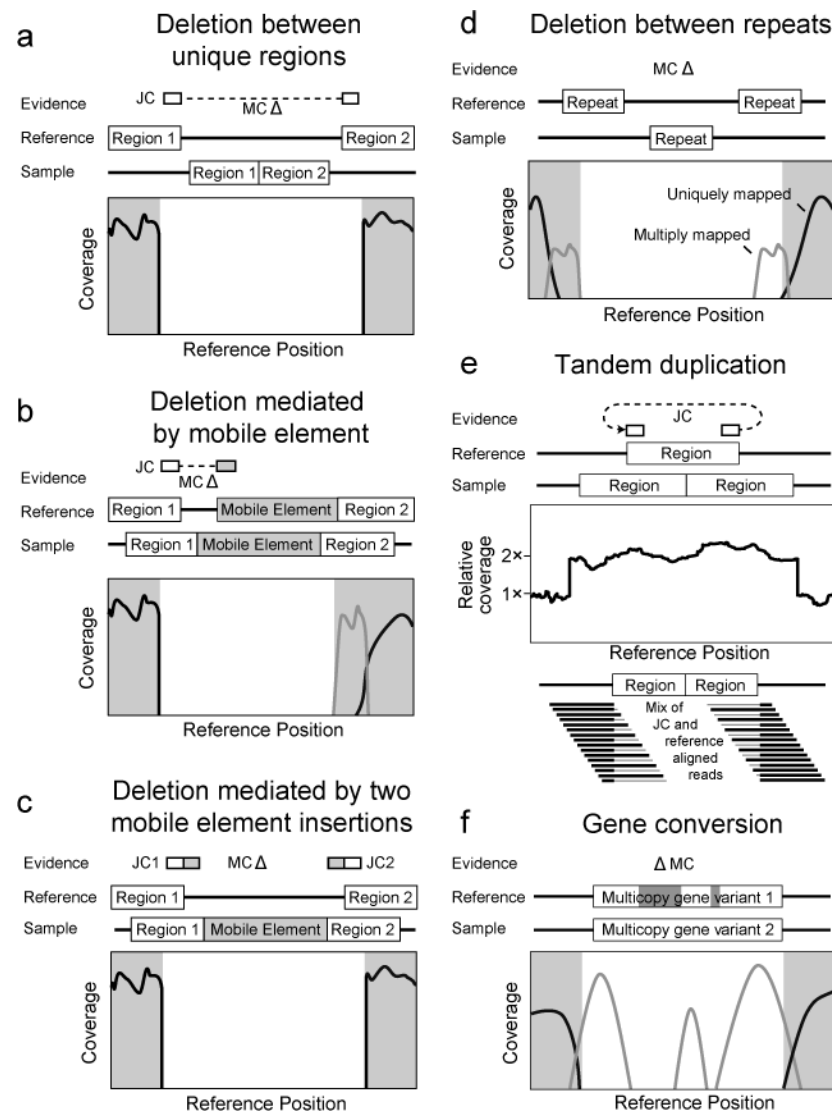 a
Deletion between
unique regions
Evidence
JC
MC Δ
Reference
Region 1
Region 2
Sample
Region 1 Region 2
Coverage
Reference Position
b
Deletion mediated
by mobile element
Evidence
JC
MC Δ
Reference
Region 1
Mobile Element
Region 2
Sample
Region 1
Mobile Element
Region 2
Coverage
Reference Position
c
Deletion mediated by two
mobile element insertions
Evidence
JC1
MC Δ
JC2
Reference
Region 1
Region 2
Sample
Region 1
Mobile Element
Region 2
Coverage
Reference Position
d
Deletion between repeats
Evidence
MC Δ
Reference
Repeat
Repeat
Sample
Repeat
Uniquely mapped
Multiply mapped
Coverage
Reference Position
e
Tandem duplication
Evidence
JC
Reference
Region
Sample
Region
Region
Relative
coverage
2×
1×
Reference Position
Region
Region
Mix of
JC and
reference
aligned
reads
f
Gene conversion
Evidence
Δ MC
Reference
Multicopy gene variant 1
Sample
Multicopy gene variant 2
Coverage
Reference Position